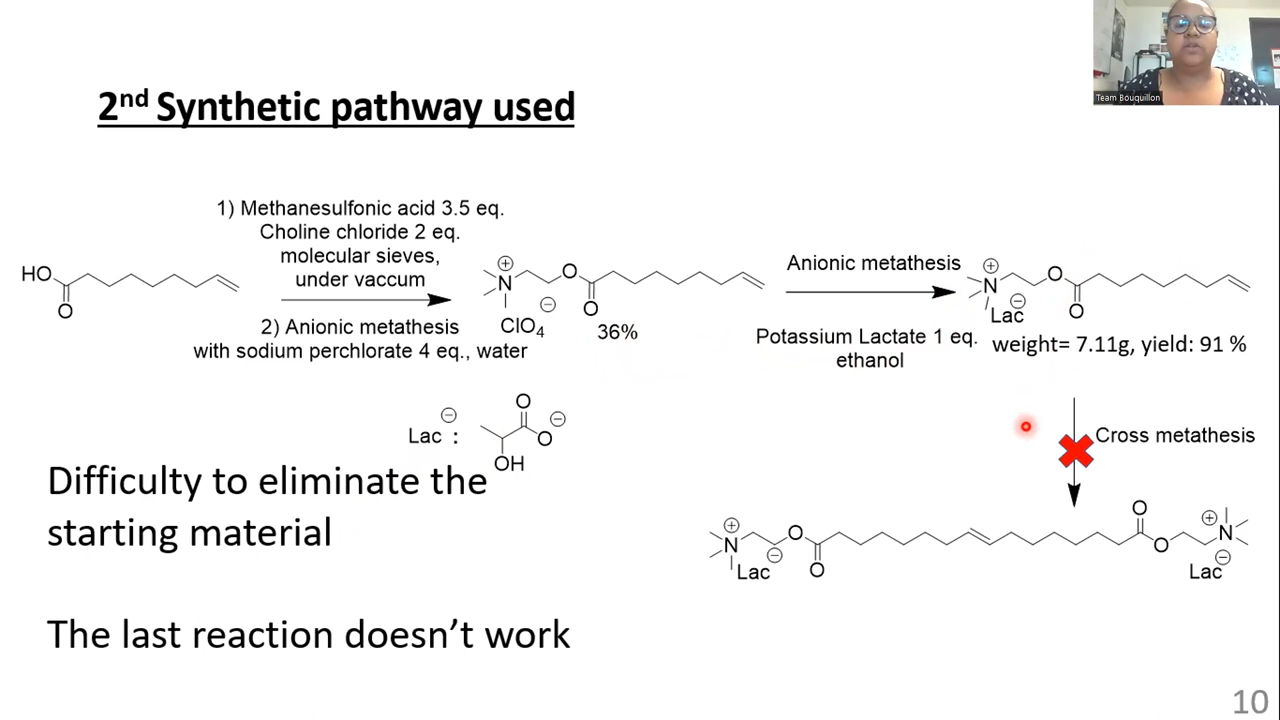 Team Bouquillon
2nd Synthetic pathway used
1) Methanesulfonic acid 3.5 eq.
Choline chloride 2 eq.
molecular sieves,
under vaccum
2) Anionic metathesis
with sodium perchlorate 4 eq., water
HO
O
N
O
O
ClO4
36%
Anionic metathesis
Potassium Lactate 1 eq.
ethanol
N
O
O
Lac
weight= 7.11g, yield: 91 %
Lac :
O
O
OH
Cross metathesis
Difficulty to eliminate the
starting material
N
O
O
Lac
O
O
N
Lac
The last reaction doesn’t work
10